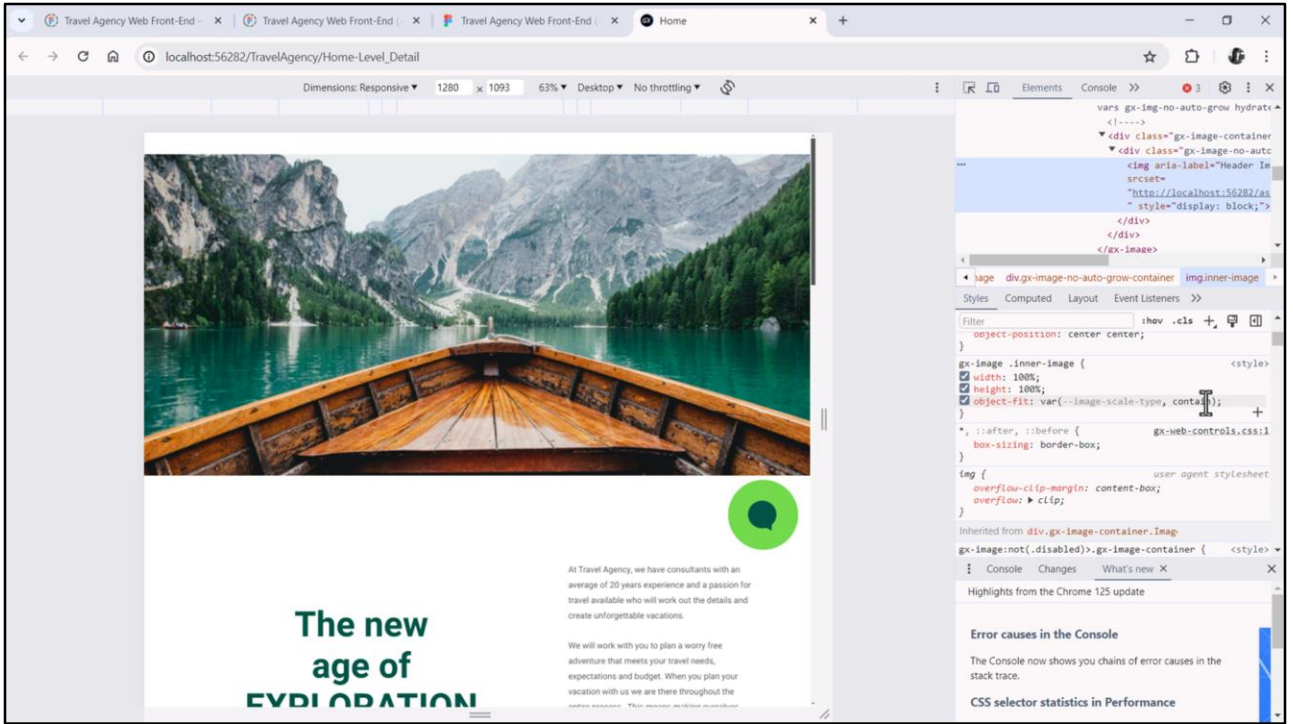 Travel Agency Web Front-End –
Travel Agency Web Front-End (
Travel Agency Web Front-End (
Home
localhost:56282/TravelAgency/Home-Level_Detail
Dimensions: Responsive 1280 x 1093 63% Desktop No throttling
Elements Console 3
vars gx-img-no-auto-grow hydrate
<!---->
<div class="gx-image-container
<div class="gx-image-no-auto
<img aria-label="Header Im
srcset=
"http://localhost:56282/as
" style="display: block;">
</div>
</div>
</gx-image>
div.gx-image-no-auto-grow-container img.inner-image
Styles Computed Layout Event Listeners
Filter :hov .cls
object-position: center center;
}
gx-image .inner-image { <style>
width: 100%;
height: 100%;
object-fit: var(--image-scale-type, contain);
}
*, ::after, ::before { gx-web-controls.css:1
box-sizing: border-box;
}
img { user agent stylesheet
overflow-clip-margin: content-box;
overflow: clip;
}
Inherited from div.gx-image-container.Imag
gx-image:not(.disabled)>.gx-image-container { <style>
Console Changes What's new
Highlights from the Chrome 125 update
Error causes in the Console
The Console now shows you chains of error causes in the
stack trace.
CSS selector statistics in Performance
The new
age of
EXPLORATION
At Travel Agency, we have consultants with an
average of 20 years experience and a passion for
travel available who will work out the details and
create unforgettable vacations.
We will work with you to plan a worry free
adventure that meets your travel needs,
expectations and budget. When you plan your
vacation with us we are there throughout the
entire process. This means making ourselves